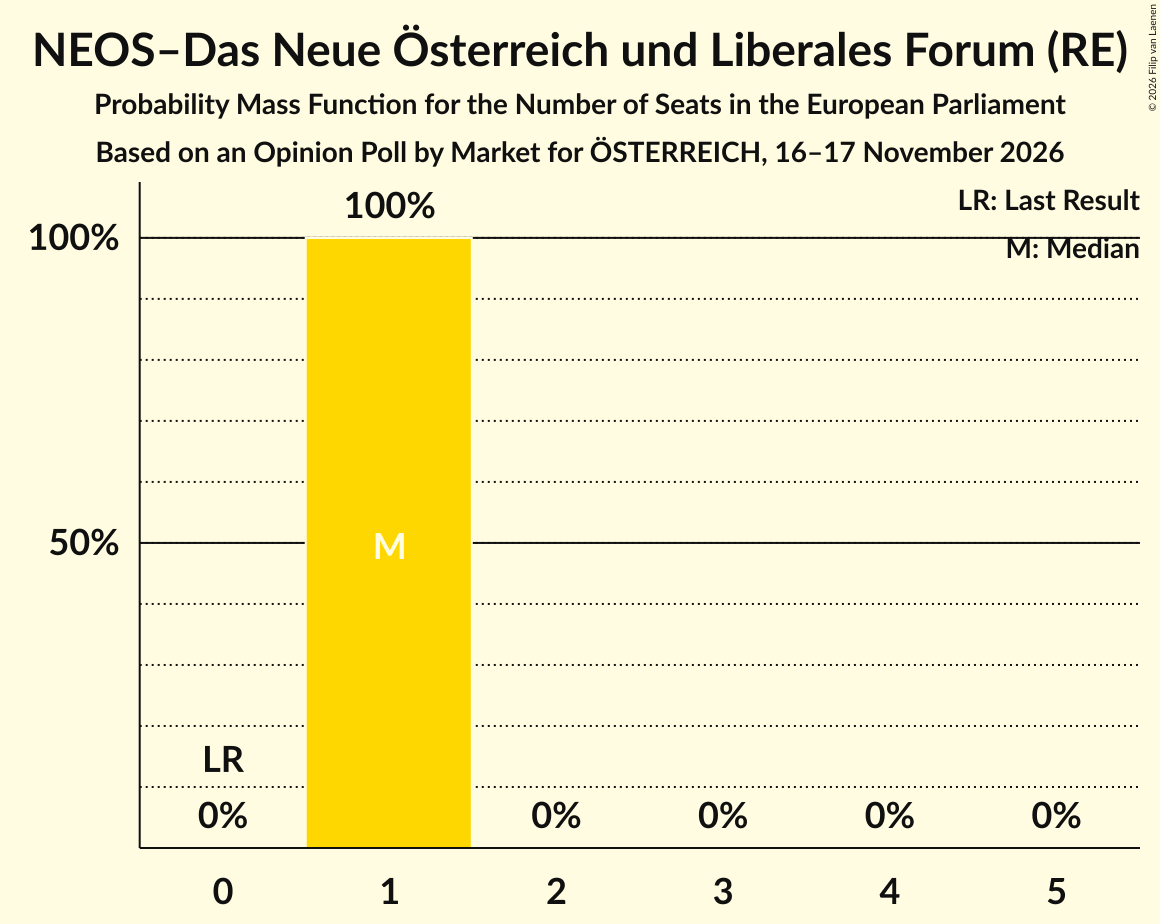 NEOS–Das Neue Österreich und Liberales Forum (RE)
Probability Mass Function for the Number of Seats in the European Parliament
Based on an Opinion Poll by Market for ÖSTERREICH, 16–17 November 2026
© 2026 Filip van Laenen
LR: Last Result
M: Median
100%
100%
50%
M
LR
0%
0%
0%
0%
0%
0
1
2
3
4
5